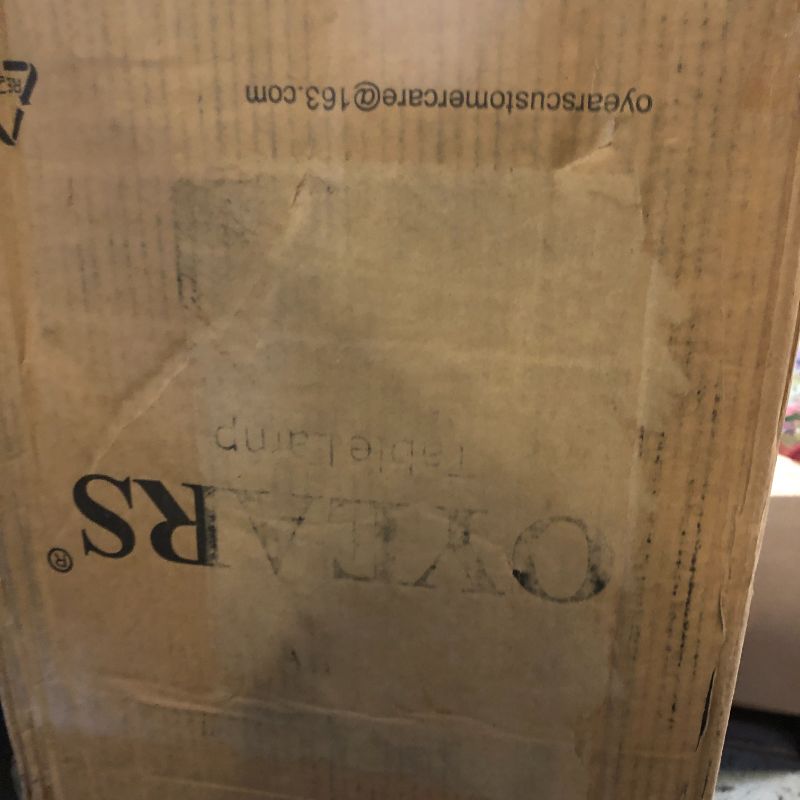 OYEARS®
Table Lamp
oyearscustomercare@163.com